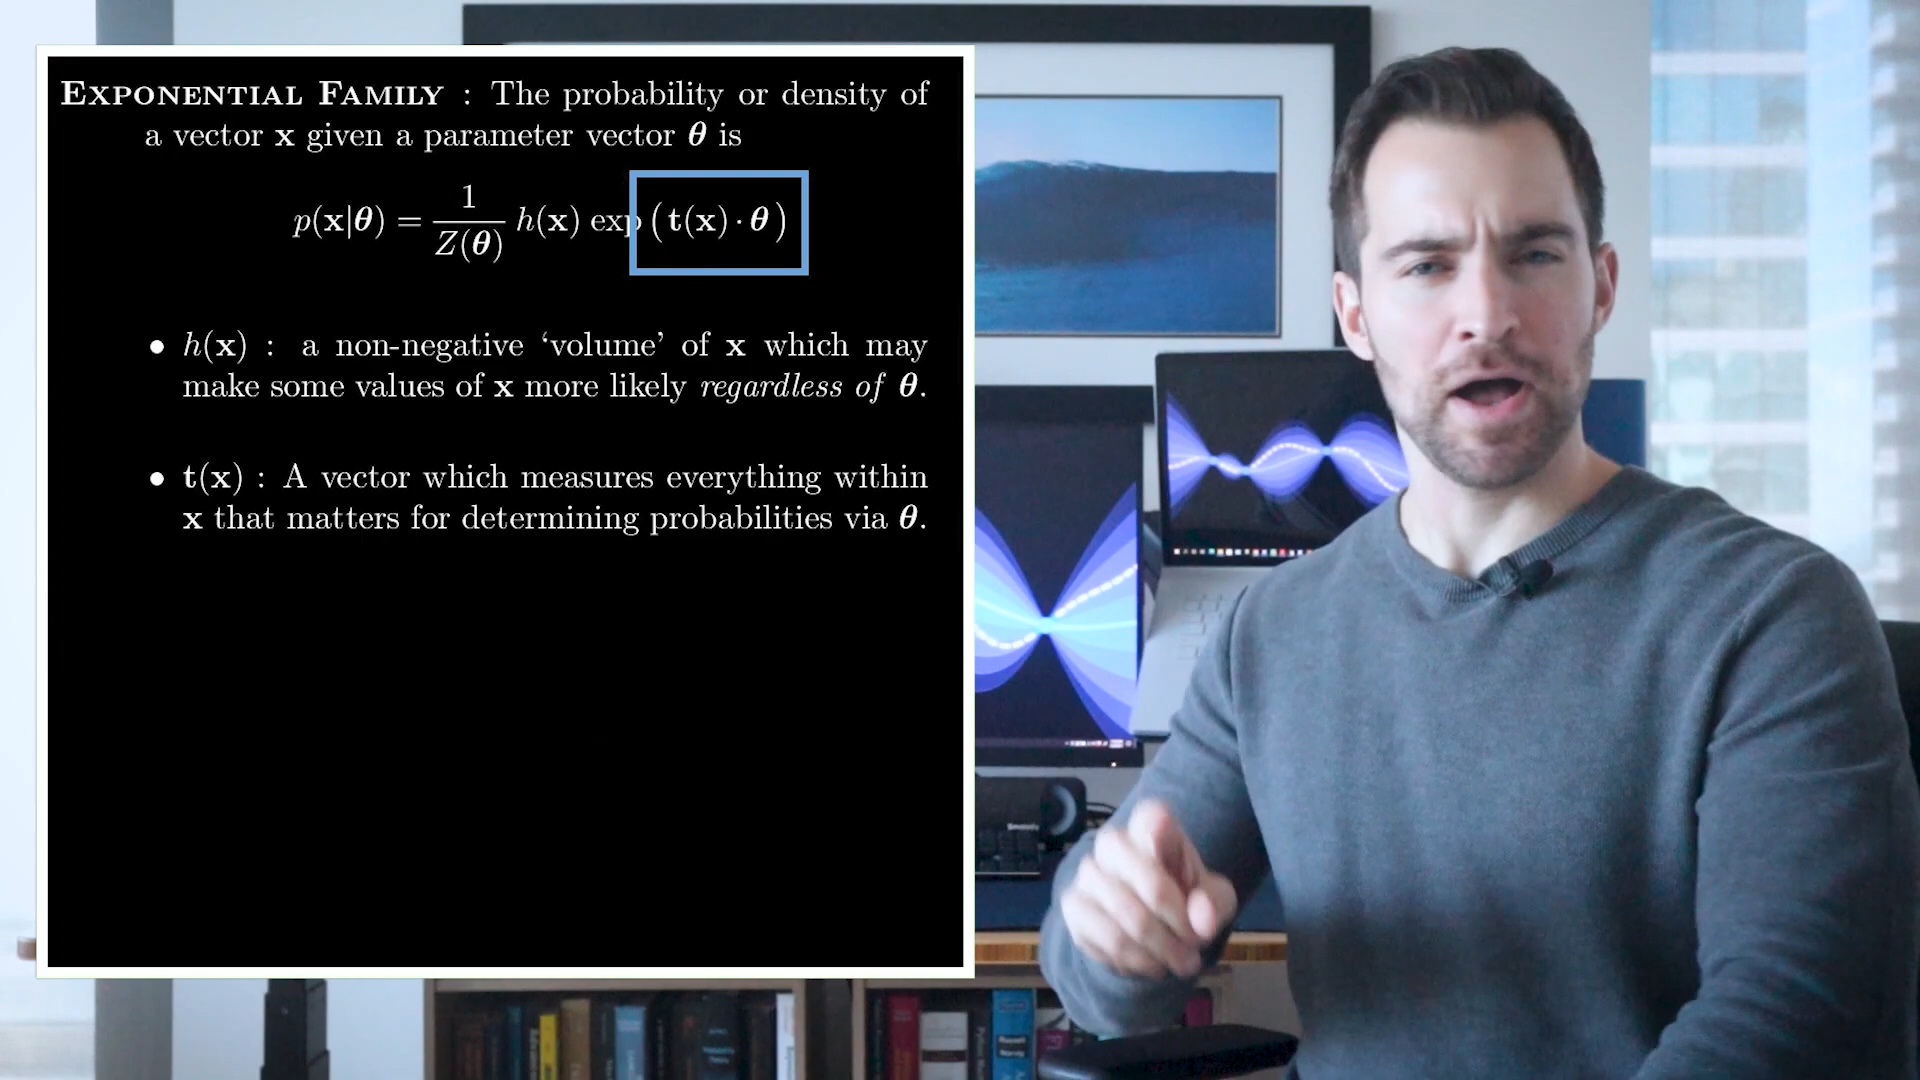 EXPONENTIAL FAMILY : The probability or density of
a vector x given a parameter vector θ is
p(x|θ) = 1/Z(θ) h(x) exp(t(x) · θ)
• h(x) : a non-negative ‘volume’ of x which may
make some values of x more likely regardless of θ.
• t(x) : A vector which measures everything within
x that matters for determining probabilities via θ.